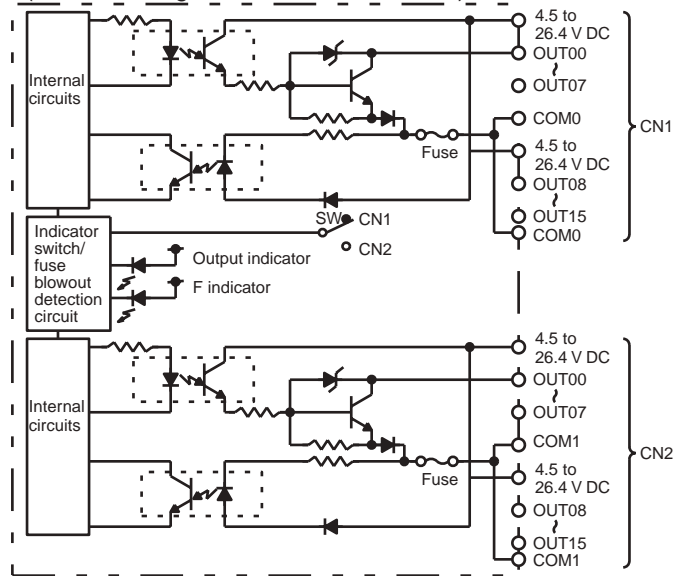 4.5 to
26.4 V DC
OUT00
OUT07
COM0
4.5 to
26.4 V DC
OUT08
OUT15
COM0
CN1
Internal
circuits
Fuse
SW
CN1
CN2
Indicator
switch/
fuse
blowout
detection
circuit
Output indicator
F indicator
4.5 to
26.4 V DC
OUT00
OUT07
COM1
4.5 to
26.4 V DC
OUT08
OUT15
COM1
CN2
Internal
circuits
Fuse